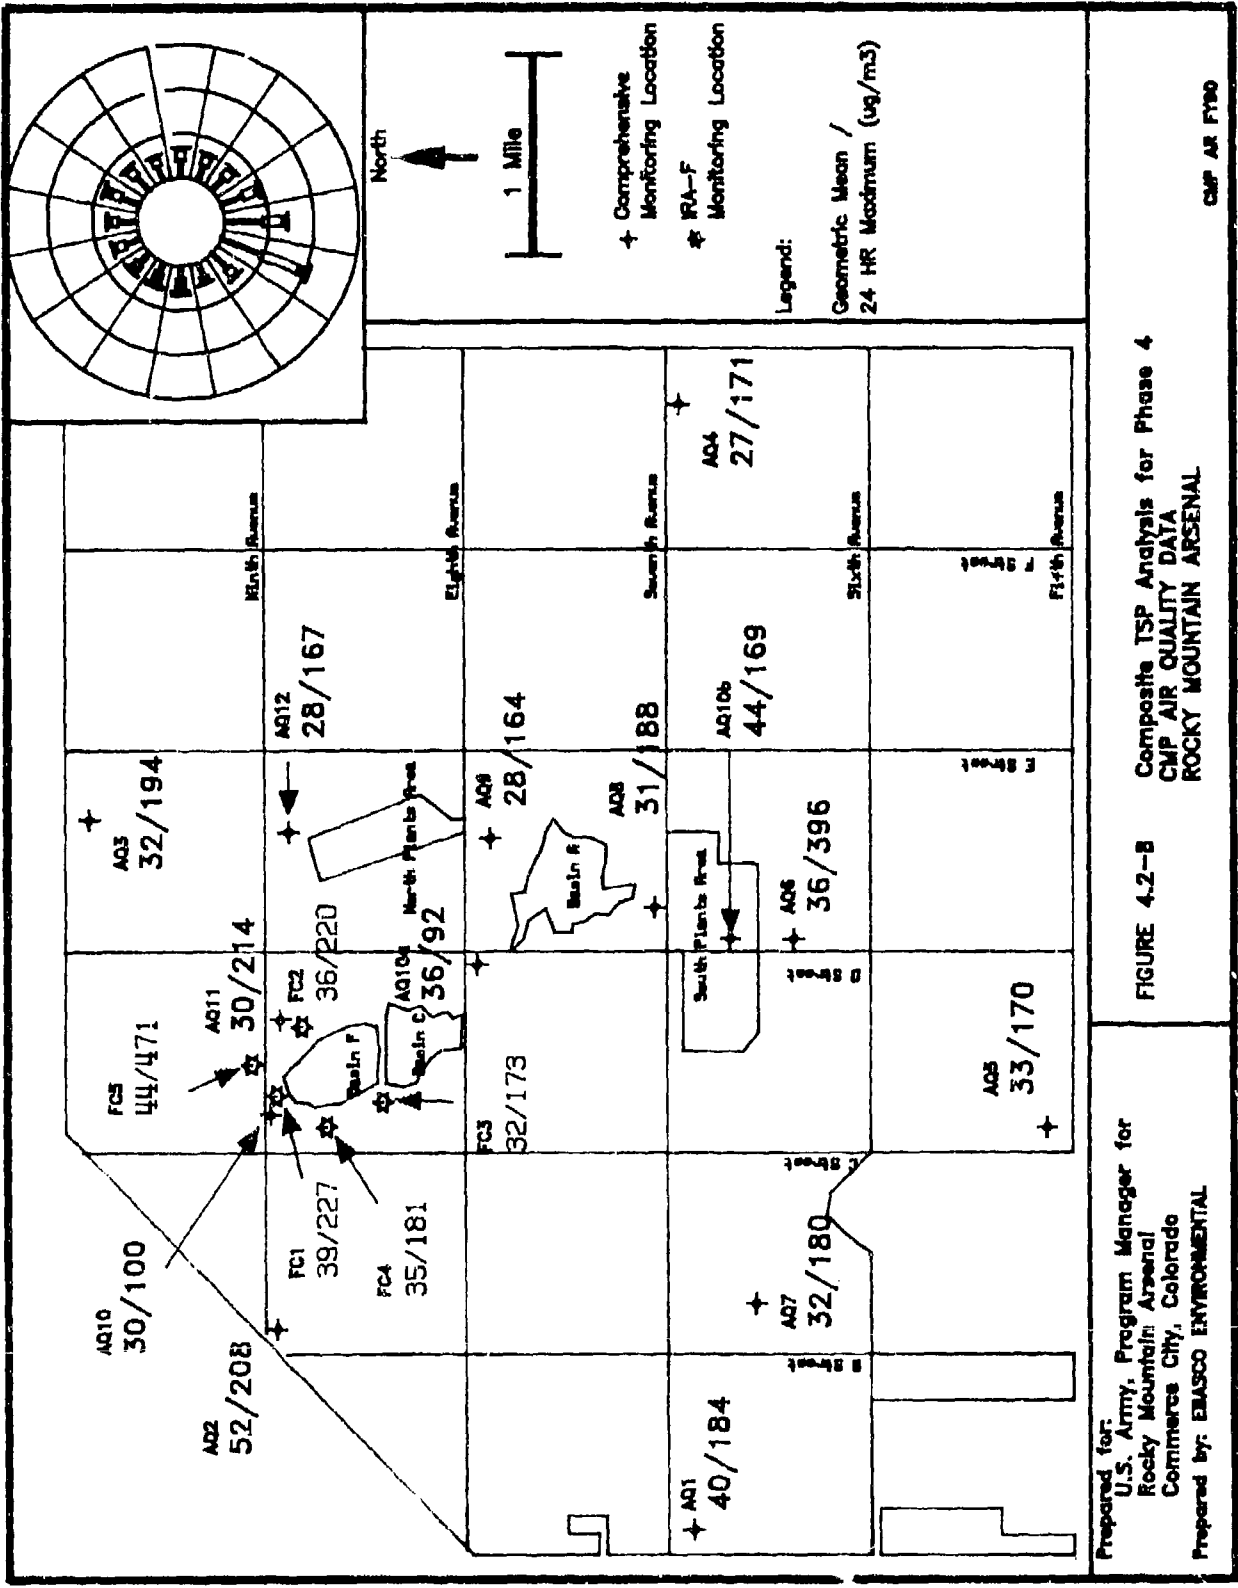 North
1 Mile
Comprehensive
Monitoring Location
IRA-F
Monitoring Location
Legend:
Geometric Mean /
24 HR Maximum (ug/m3)
AQ3
32/194
AQ12
28/167
AQ11
30/214
FC5
44/471
FC2
36/220
AQ10
30/100
FC1
39/227
FC4
35/181
AQ2
52/208
Basin F
Basin C
36/92
North Plants Area
FC3
32/173
AQ9
28/164
Basin A
AQ8
31/188
South Plants Area
AQ10b
44/169
AQ6
36/396
AQ4
27/171
AQ5
33/170
AQ7
32/180
AQ1
40/184
Ninth Avenue
Eighth Avenue
Seventh Avenue
Sixth Avenue
Fifth Avenue
B Street
C Street
D Street
E Street
F Street
Prepared for:
U.S. Army, Program Manager for
Rocky Mountain Arsenal
Commerce City, Colorado
Prepared by: EBASCO ENVIRONMENTAL
FIGURE 4.2-8
Composite TSP Analysis for Phase 4
CMP AIR QUALITY DATA
ROCKY MOUNTAIN ARSENAL
CMP AR FY90